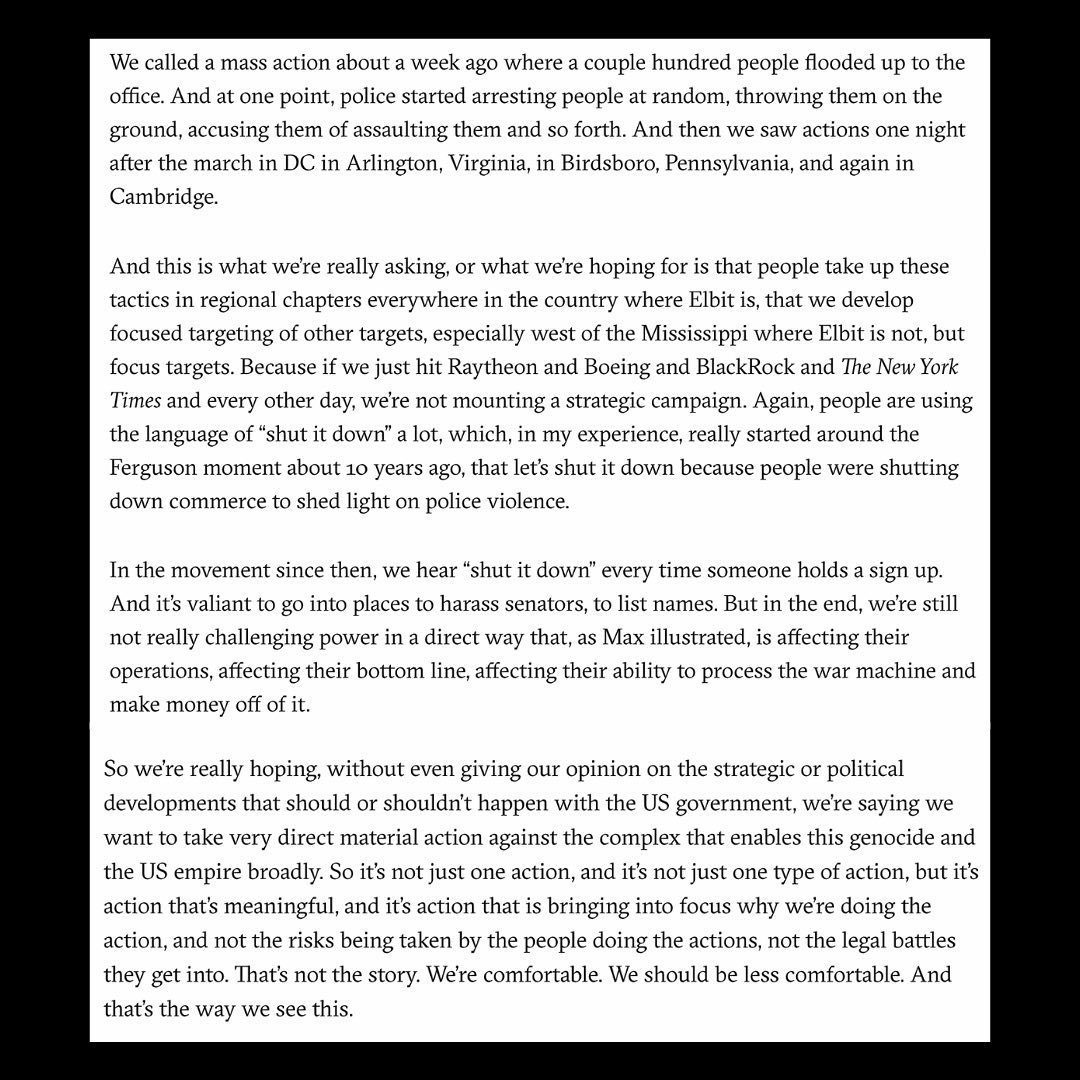 We called a mass action about a week ago where a couple hundred people flooded up to the
office. And at one point, police started arresting people at random, throwing them on the
ground, accusing them of assaulting them and so forth. And then we saw actions one night
after the march in DC in Arlington, Virginia, in Birdsboro, Pennsylvania, and again in
Cambridge.
And this is what we’re really asking, or what we’re hoping for is that people take up these
tactics in regional chapters everywhere in the country where Elbit is, that we develop
focused targeting of other targets, especially west of the Mississippi where Elbit is not, but
focus targets. Because if we just hit Raytheon and Boeing and BlackRock and The New York
Times and every other day, we’re not mounting a strategic campaign. Again, people are using
the language of “shut it down” a lot, which, in my experience, really started around the
Ferguson moment about 10 years ago, that let’s shut it down because people were shutting
down commerce to shed light on police violence.
In the movement since then, we hear “shut it down” every time someone holds a sign up.
And it’s valiant to go into places to harass senators, to list names. But in the end, we’re still
not really challenging power in a direct way that, as Max illustrated, is affecting their
operations, affecting their bottom line, affecting their ability to process the war machine and
make money off of it.
So we’re really hoping, without even giving our opinion on the strategic or political
developments that should or shouldn’t happen with the US government, we’re saying we
want to take very direct material action against the complex that enables this genocide and
the US empire broadly. So it’s not just one action, and it’s not just one type of action, but it’s
action that’s meaningful, and it’s action that is bringing into focus why we’re doing the
action, and not the risks being taken by the people doing the actions, not the legal battles
they get into. That’s not the story. We’re comfortable. We should be less comfortable. And
that’s the way we see this.